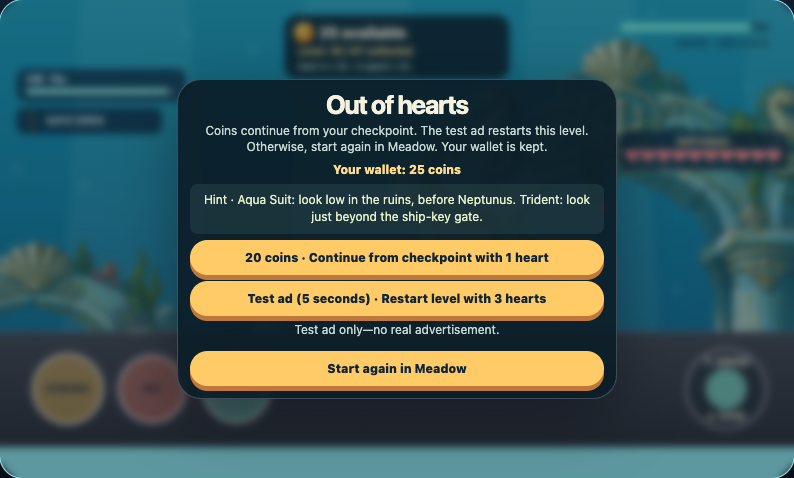 Out of hearts
Coins continue from your checkpoint. The test ad restarts this level.
Otherwise, start again in Meadow. Your wallet is kept.
Your wallet: 25 coins
Hint · Aqua Suit: look low in the ruins, before Neptunus. Trident: look
just beyond the ship-key gate.
20 coins · Continue from checkpoint with 1 heart
Test ad (5 seconds) · Restart level with 3 hearts
Test ad only—no real advertisement.
Start again in Meadow